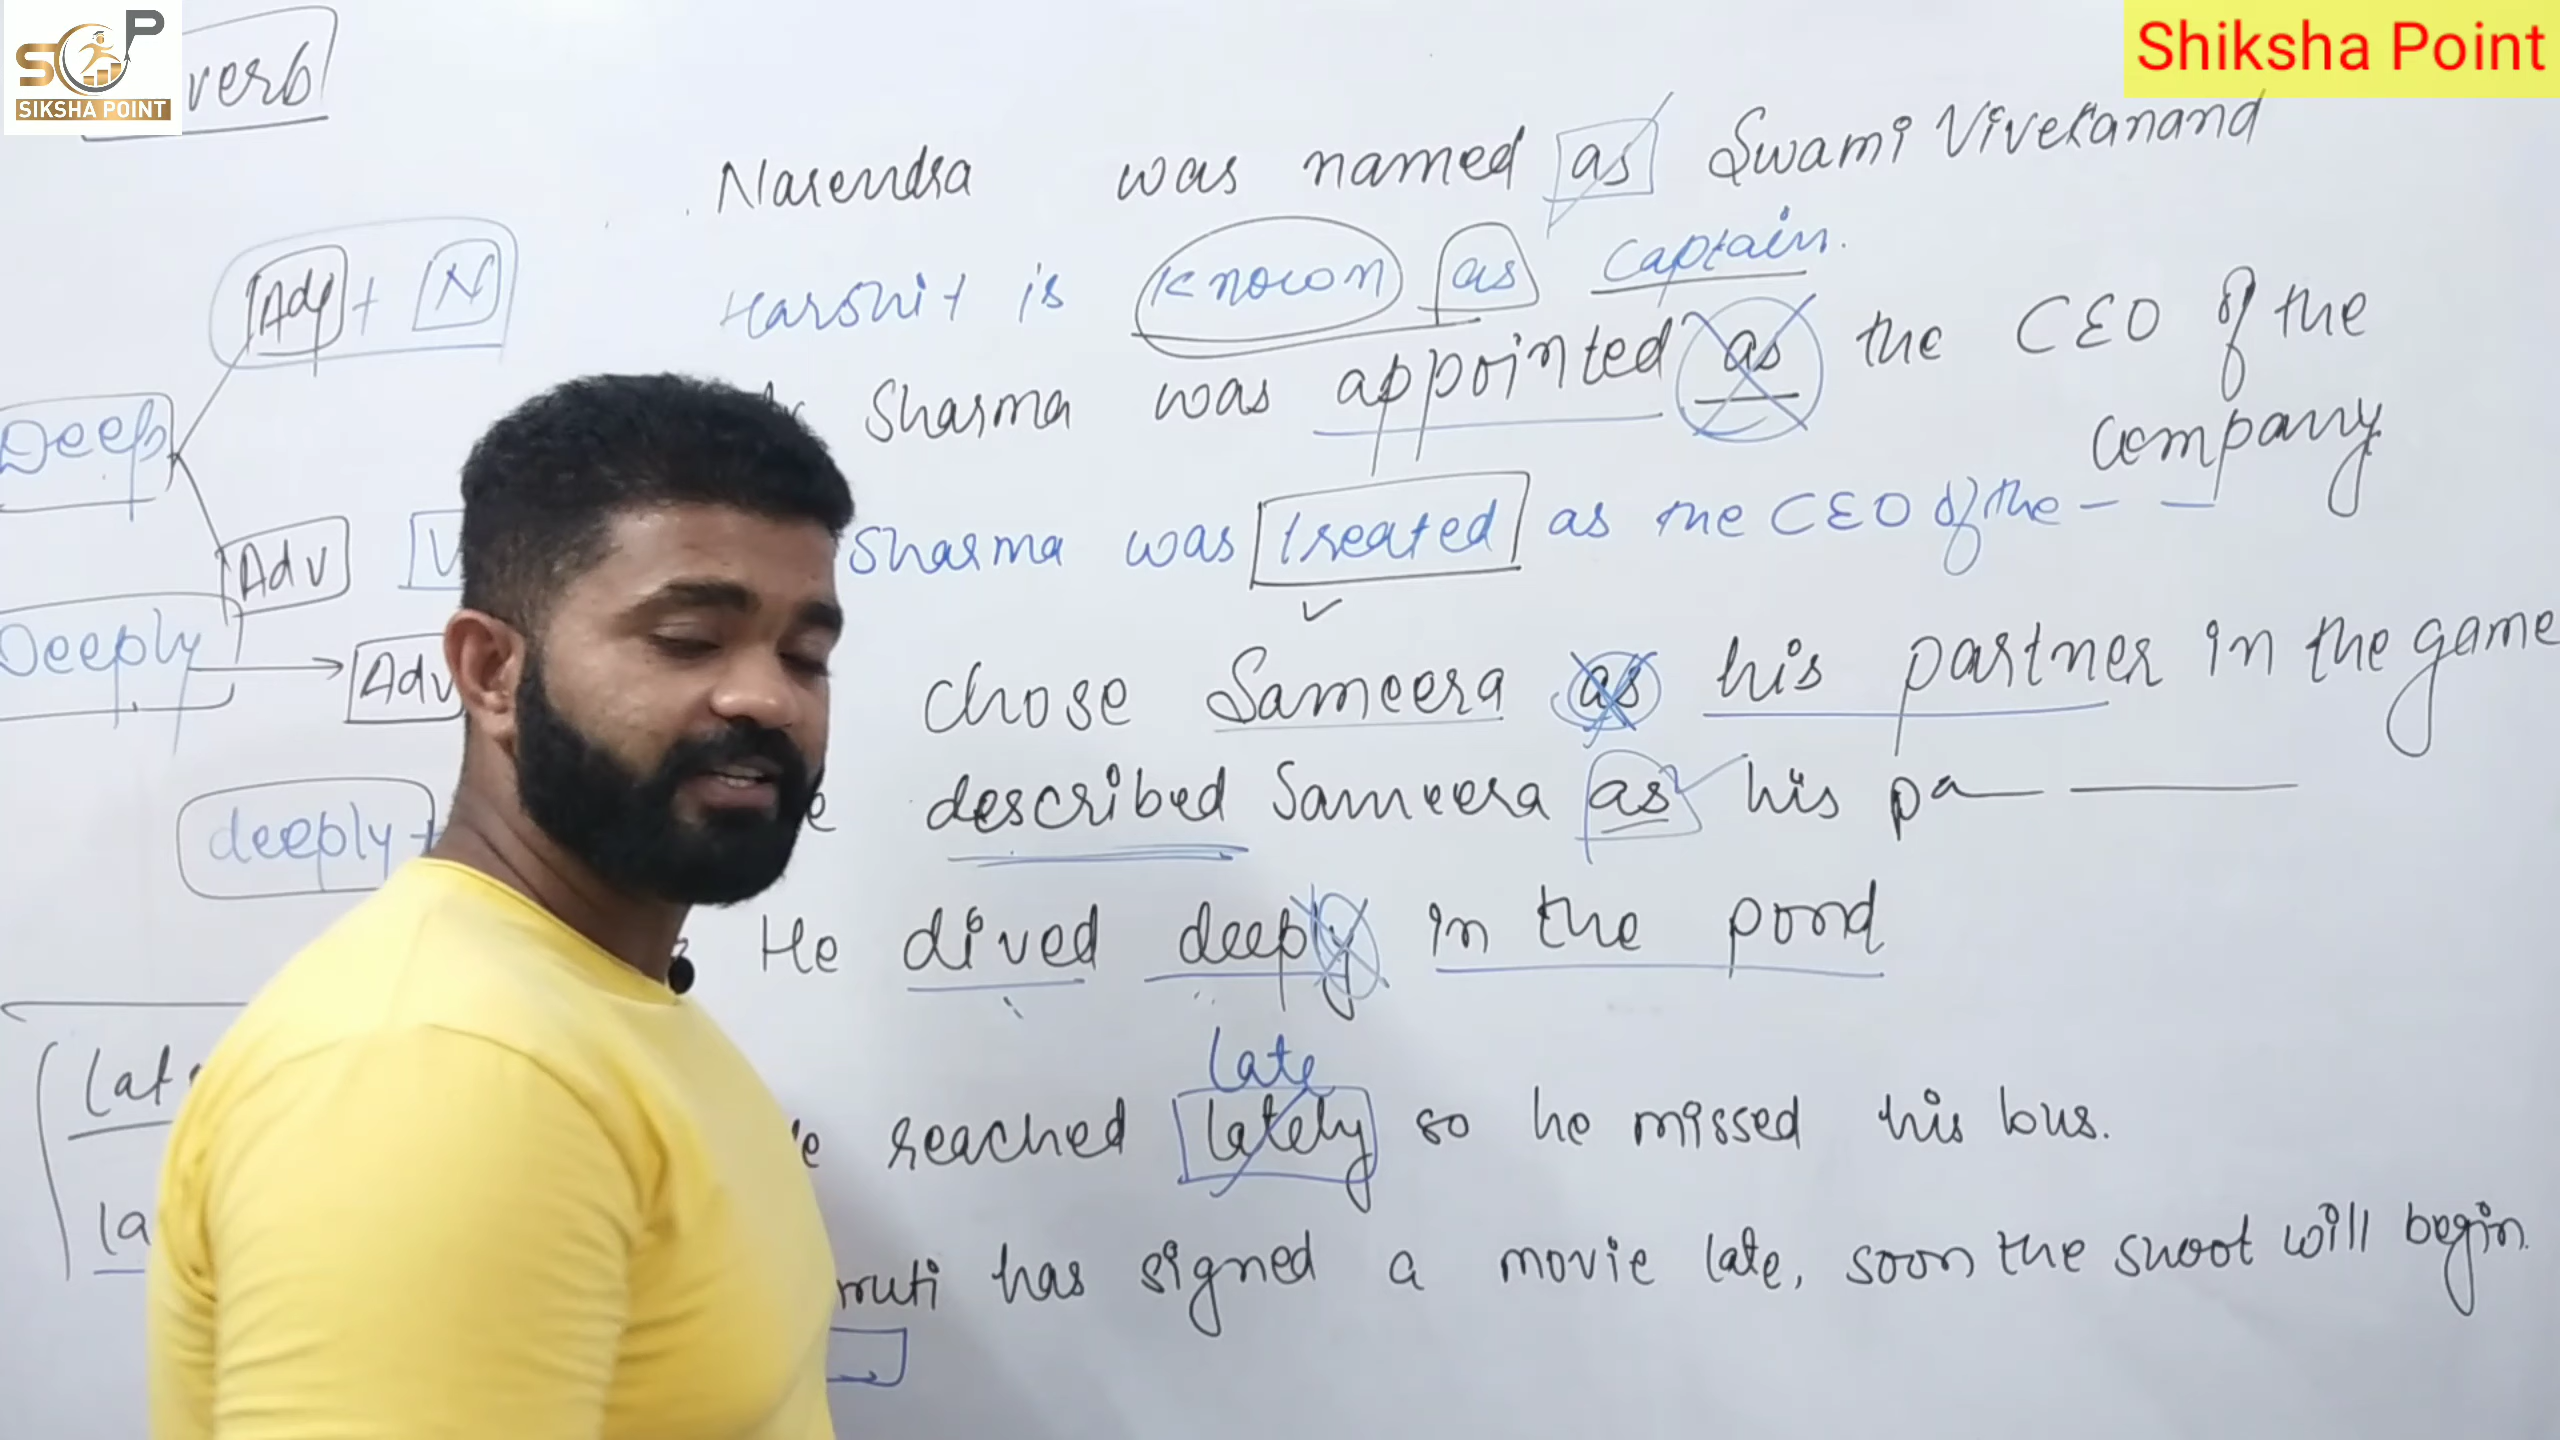 SCP
SIKSHA POINT
Shiksha Point
verb
Narendra was named as Swami Vivekanand
Harshit is known as captain.
Adj + N
Sharma was appointed as the CEO of the
company
Deep
Sharma was treated as the CEO of the - -
Adv V
Deeply
Adv
chose Sameera as his partner in the game
described Sameera as his pa
deeply +
He dived deeply in the pond
late
reached lately so he missed his bus.
has signed a movie late, soon the shoot will begin.